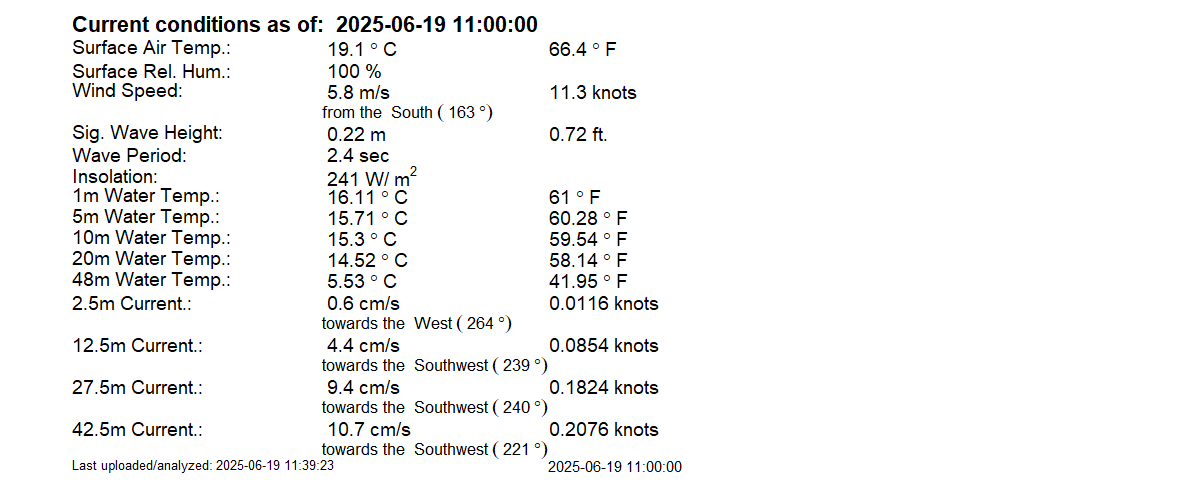 Current conditions as of: 2025-06-19 11:00:00
Surface Air Temp.: 19.1 ° C 66.4 ° F
Surface Rel. Hum.: 100 %
Wind Speed: 5.8 m/s 11.3 knots
from the South ( 163 °)
Sig. Wave Height: 0.22 m 0.72 ft.
Wave Period: 2.4 sec
Insolation: 241 W/ m²
1m Water Temp.: 16.11 ° C 61 ° F
5m Water Temp.: 15.71 ° C 60.28 ° F
10m Water Temp.: 15.3 ° C 59.54 ° F
20m Water Temp.: 14.52 ° C 58.14 ° F
48m Water Temp.: 5.53 ° C 41.95 ° F
2.5m Current.: 0.6 cm/s 0.0116 knots
towards the West ( 264 °)
12.5m Current.: 4.4 cm/s 0.0854 knots
towards the Southwest ( 239 °)
27.5m Current.: 9.4 cm/s 0.1824 knots
towards the Southwest ( 240 °)
42.5m Current.: 10.7 cm/s 0.2076 knots
towards the Southwest ( 221 °)
Last uploaded/analyzed: 2025-06-19 11:39:23 2025-06-19 11:00:00